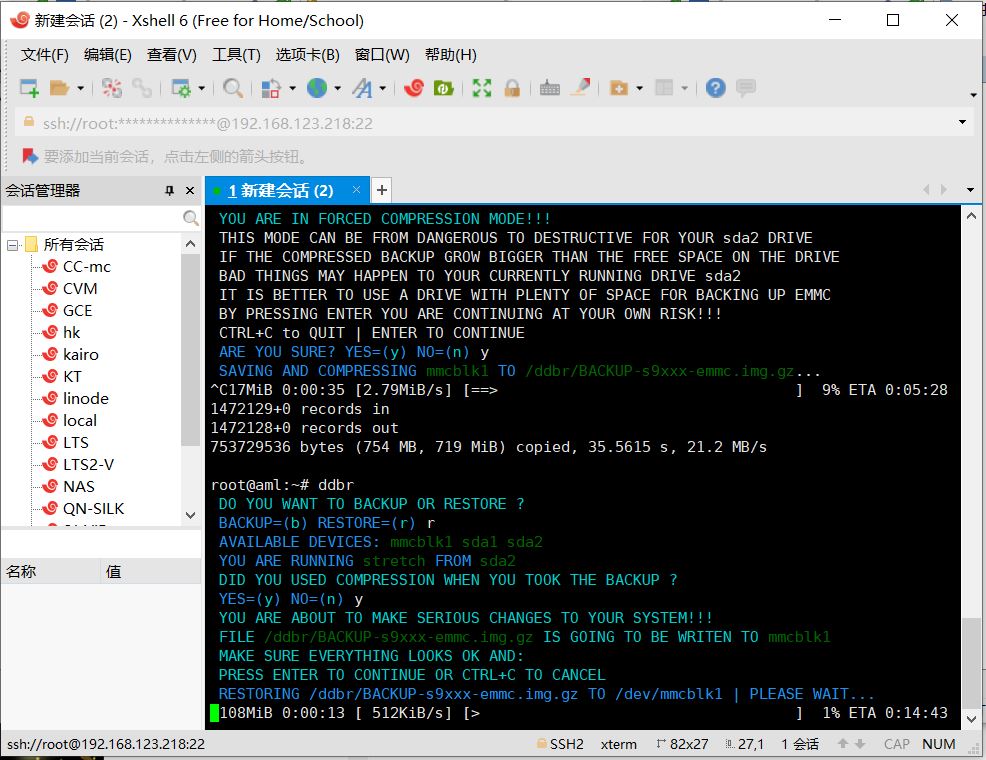 新建会话 (2) - Xshell 6 (Free for Home/School)
文件(F) 编辑(E) 查看(V) 工具(T) 选项卡(B) 窗口(W) 帮助(H)
ssh://root:**************@192.168.123.218:22
要添加当前会话，点击左侧的箭头按钮。
会话管理器
所有会话
CC-mc
CVM
GCE
hk
kairo
KT
linode
local
LTS
LTS2-V
NAS
QN-SILK
名称 值
1 新建会话 (2)
YOU ARE IN FORCED COMPRESSION MODE!!!
THIS MODE CAN BE FROM DANGEROUS TO DESTRUCTIVE FOR YOUR sda2 DRIVE
IF THE COMPRESSED BACKUP GROW BIGGER THAN THE FREE SPACE ON THE DRIVE
BAD THINGS MAY HAPPEN TO YOUR CURRENTLY RUNNING DRIVE sda2
IT IS BETTER TO USE A DRIVE WITH PLENTY OF SPACE FOR BACKING UP EMMC
BY PRESSING ENTER YOU ARE CONTINUING AT YOUR OWN RISK!!!
CTRL+C to QUIT | ENTER TO CONTINUE
ARE YOU SURE? YES=(y) NO=(n) y
SAVING AND COMPRESSING mmcblk1 TO /ddbr/BACKUP-s9xxx-emmc.img.gz...
^C17MiB 0:00:35 [2.79MiB/s] [==> ] 9% ETA 0:05:28
1472129+0 records in
1472128+0 records out
753729536 bytes (754 MB, 719 MiB) copied, 35.5615 s, 21.2 MB/s
root@aml:~# ddbr
DO YOU WANT TO BACKUP OR RESTORE ?
BACKUP=(b) RESTORE=(r) r
AVAILABLE DEVICES: mmcblk1 sda1 sda2
YOU ARE RUNNING stretch FROM sda2
DID YOU USED COMPRESSION WHEN YOU TOOK THE BACKUP ?
YES=(y) NO=(n) y
YOU ARE ABOUT TO MAKE SERIOUS CHANGES TO YOUR SYSTEM!!!
FILE /ddbr/BACKUP-s9xxx-emmc.img.gz IS GOING TO BE WRITEN TO mmcblk1
MAKE SURE EVERYTHING LOOKS OK AND:
PRESS ENTER TO CONTINUE OR CTRL+C TO CANCEL
RESTORING /ddbr/BACKUP-s9xxx-emmc.img.gz TO /dev/mmcblk1 | PLEASE WAIT...
108MiB 0:00:13 [ 512KiB/s] [> ] 1% ETA 0:14:43
ssh://root@192.168.123.218:22 SSH2 xterm 82x27 27,1 1 会话 CAP NUM